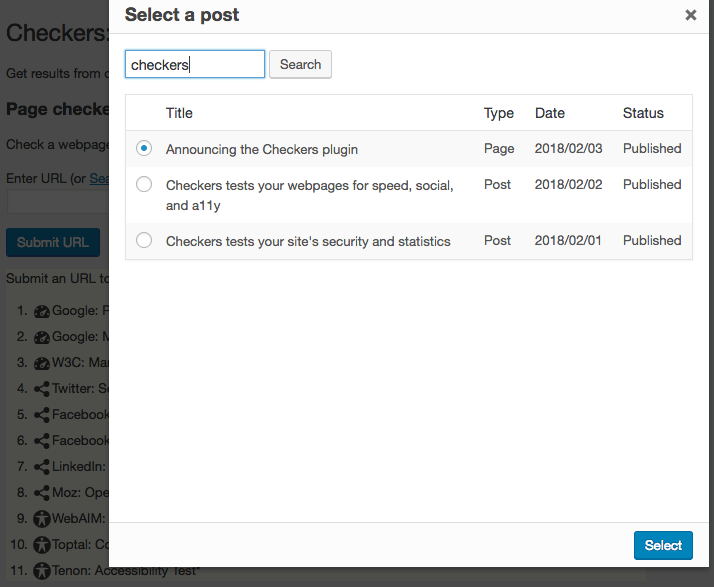 Select a post
×
checkers
Search
Title Type Date Status
Announcing the Checkers plugin Page 2018/02/03 Published
Checkers tests your webpages for speed, social, Post 2018/02/02 Published
and a11y
Checkers tests your site's security and statistics Post 2018/02/01 Published
Select
Checkers:
Get results from
Page checke
Check a webpage
Enter URL (or Sea
Submit URL
Submit an URL to
1. Google: P
2. Google: M
3. W3C: Ma
4. Twitter: S
5. Facebook
6. Facebook
7. LinkedIn:
8. Moz: Ope
9. WebAIM:
10. Toptal: Co
11. Tenon: Accessibility Test*